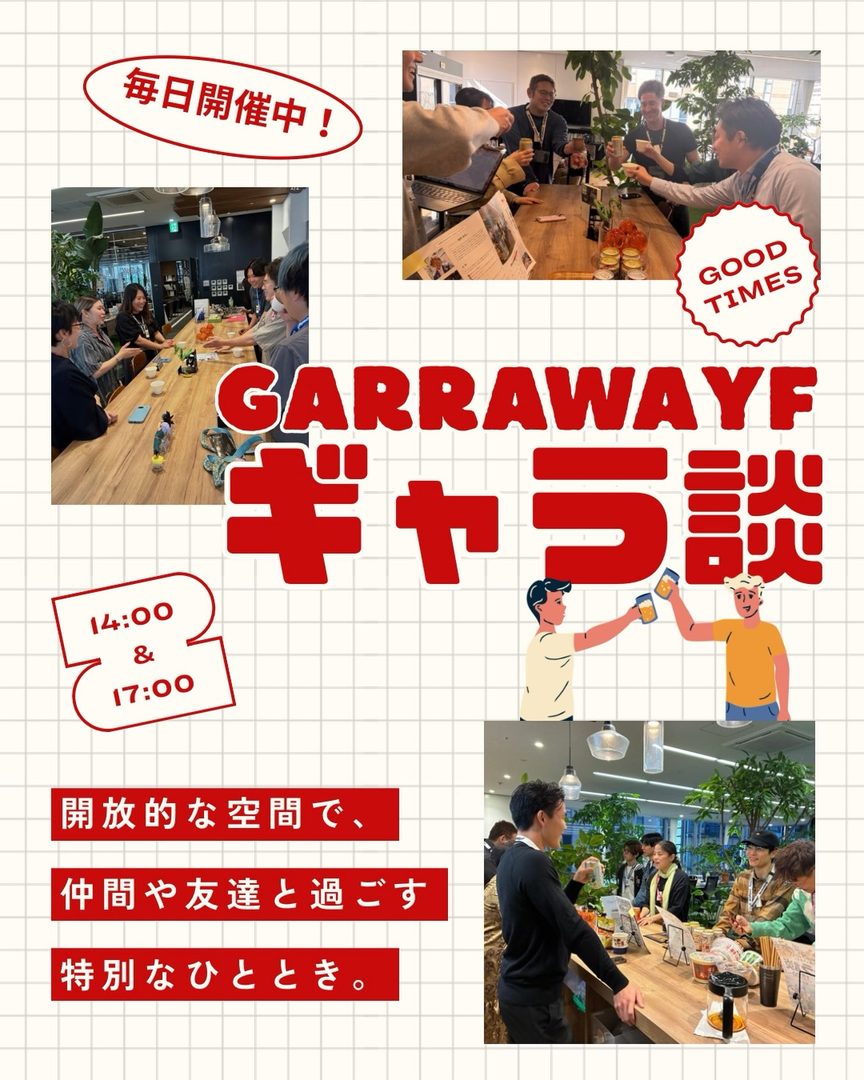 毎日開催中！
GOOD
TIMES
GARRAWAYF
ギャラ談
14:00
&
17:00
開放的な空間で、
仲間や友達と過ごす
特別なひととき。